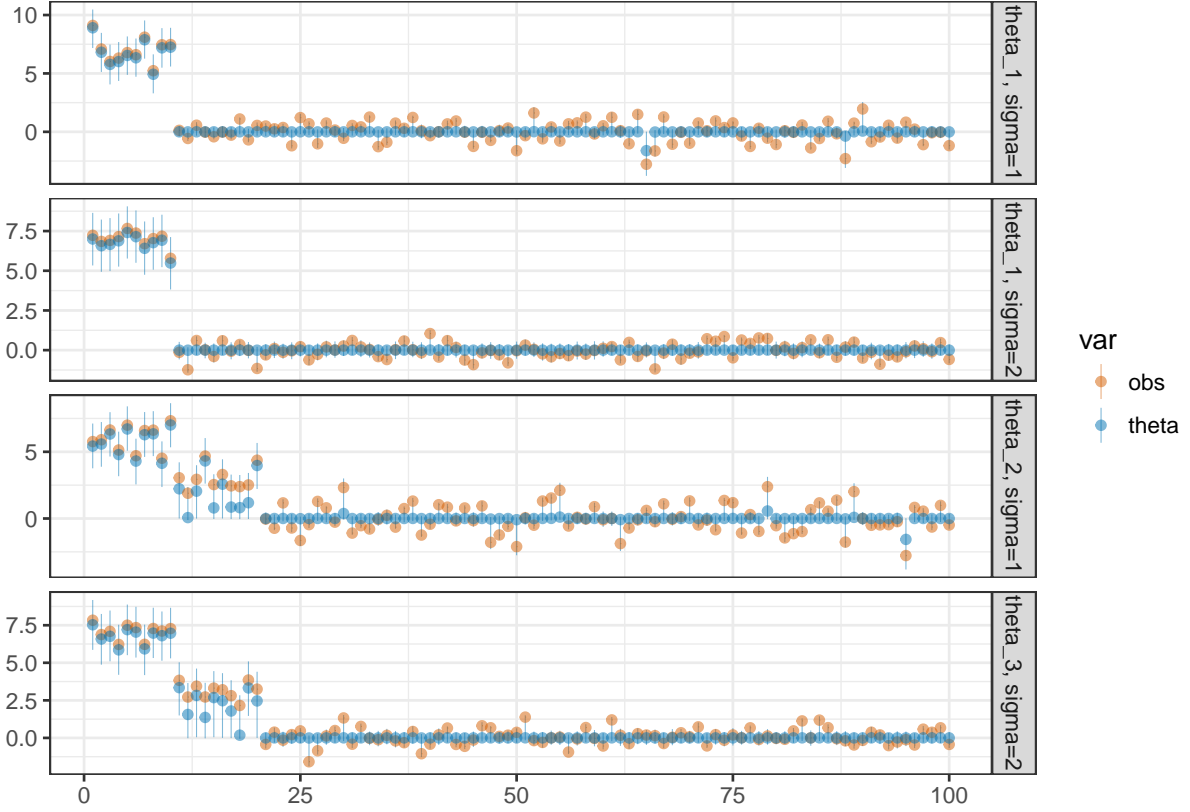 10
5
0
theta_1, sigma=1
7.5
5.0
2.5
0.0
theta_1, sigma=2
5
0
theta_2, sigma=1
7.5
5.0
2.5
0.0
theta_3, sigma=2
0
25
50
75
100
var
obs
theta